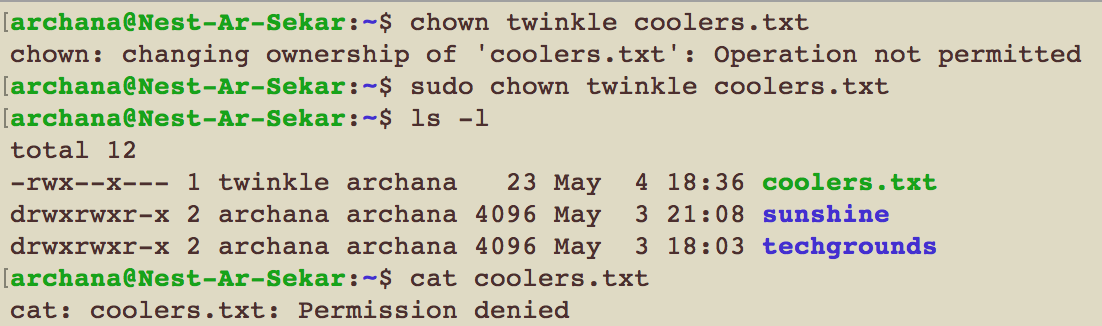 [archana@Nest-Ar-Sekar:~$ chown twinkle coolers.txt
chown: changing ownership of 'coolers.txt': Operation not permitted
[archana@Nest-Ar-Sekar:~$ sudo chown twinkle coolers.txt
[archana@Nest-Ar-Sekar:~$ ls -l
total 12
-rwx--x--- 1 twinkle archana   23 May  4 18:36 coolers.txt
drwxrwxr-x 2 archana archana 4096 May  3 21:08 sunshine
drwxrwxr-x 2 archana archana 4096 May  3 18:03 techgrounds
[archana@Nest-Ar-Sekar:~$ cat coolers.txt
cat: coolers.txt: Permission denied